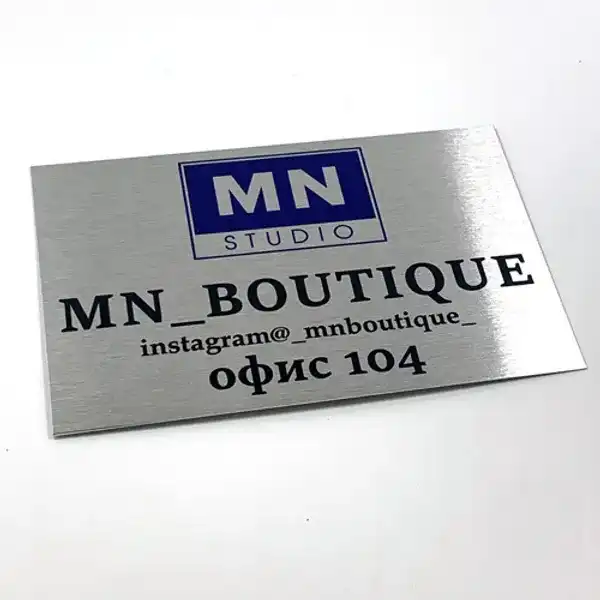 MN
STUDIO
MN_BOUTIQUE
instagram@_mnboutique_
офис 104